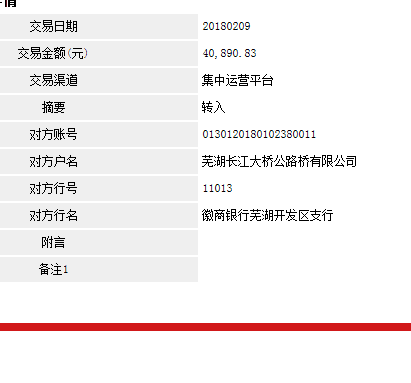 交易日期 20180209
交易金额(元) 40,890.83
交易渠道 集中运营平台
摘要 转入
对方账号 0130120180102380011
对方户名 芜湖长江大桥公路桥有限公司
对方行号 11013
对方行名 徽商银行芜湖开发区支行
附言
备注1